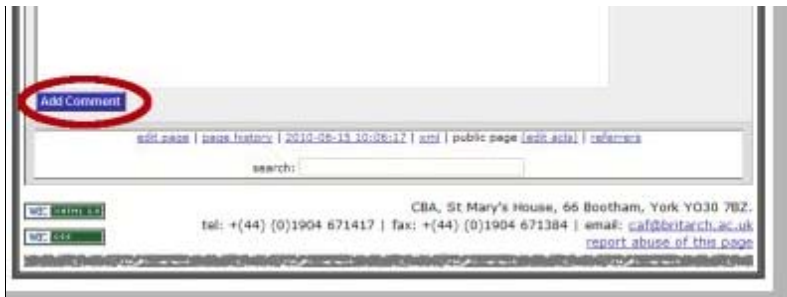 Add Comment
edit page | page history | 2010-06-15 10:06:17 | xml | public page (edit acls) | referrers
search:
CBA, St Mary's House, 66 Bootham, York YO30 7BZ.
tel: +(44) (0)1904 671417 | fax: +(44) (0)1904 671384 | email: caf@britarch.ac.uk
report abuse of this page